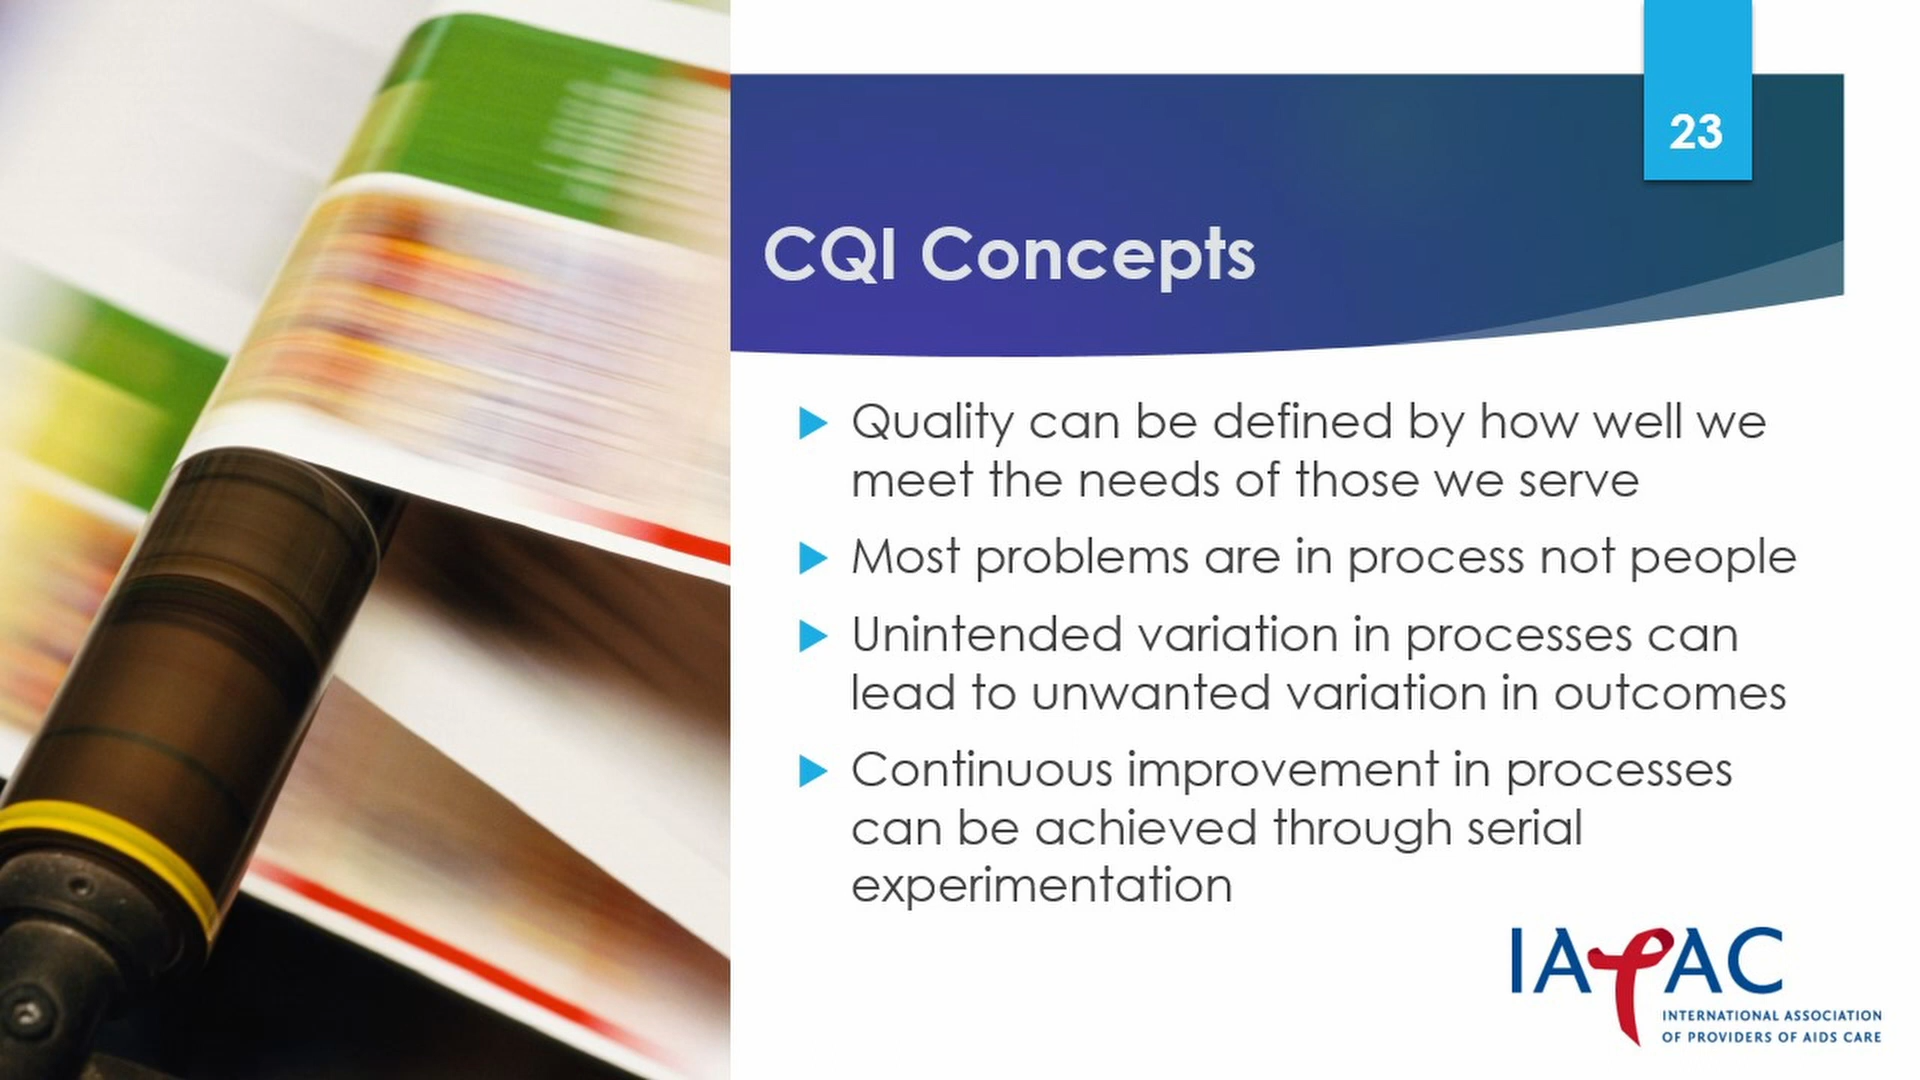 23
CQI Concepts
Quality can be defined by how well we
meet the needs of those we serve
Most problems are in process not people
Unintended variation in processes can
lead to unwanted variation in outcomes
Continuous improvement in processes
can be achieved through serial
experimentation
IAPAC
INTERNATIONAL ASSOCIATION
OF PROVIDERS OF AIDS CARE